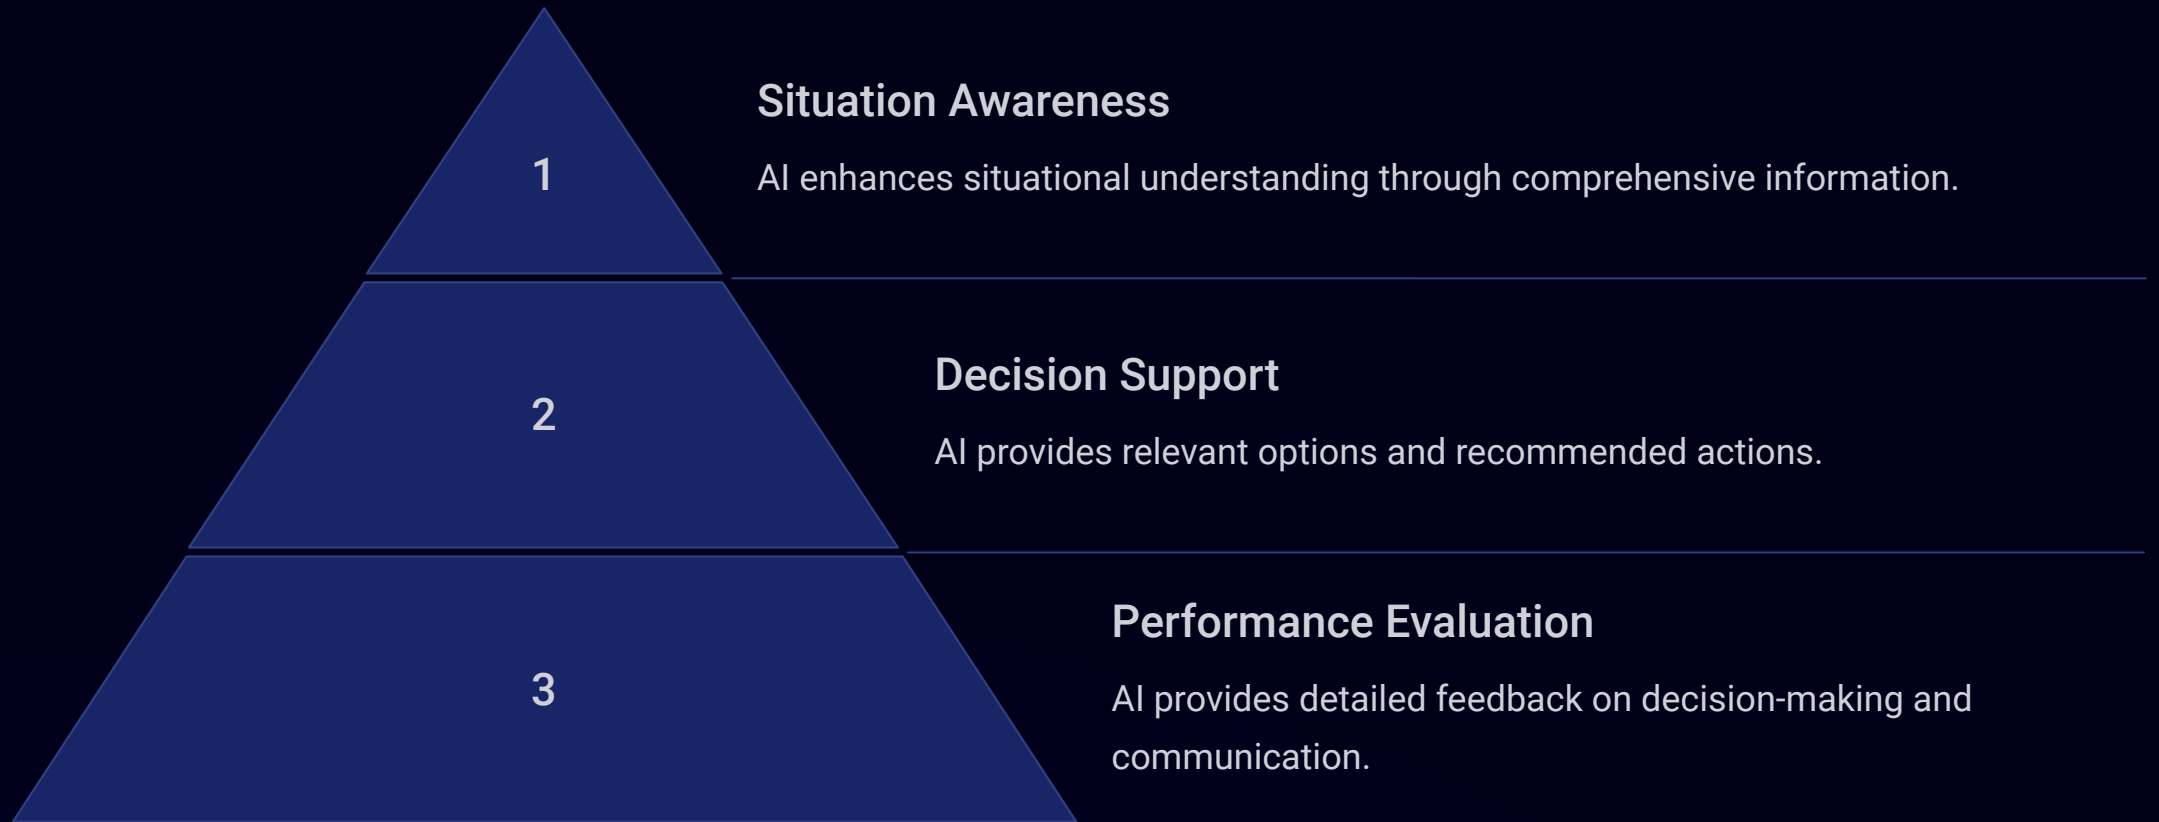 1
Situation Awareness
AI enhances situational understanding through comprehensive information.
2
Decision Support
AI provides relevant options and recommended actions.
3
Performance Evaluation
AI provides detailed feedback on decision-making and
communication.